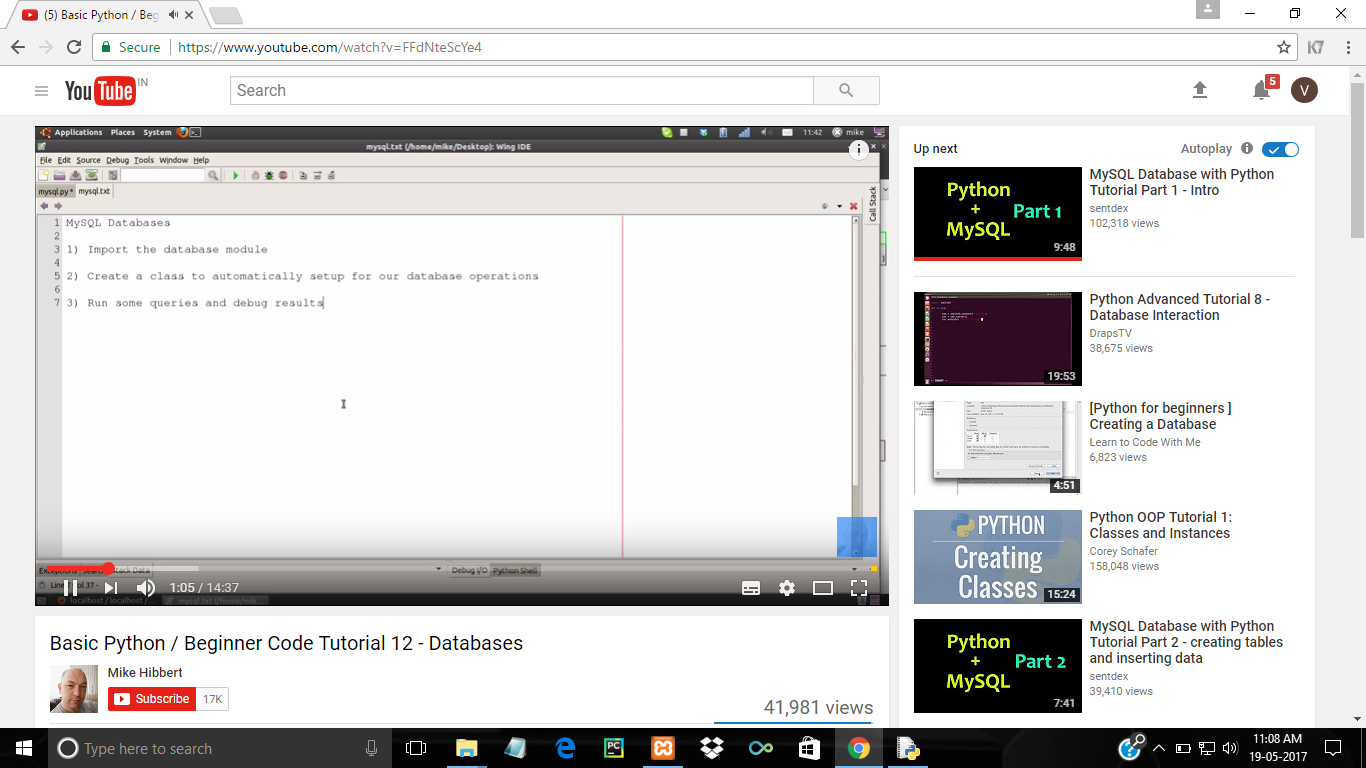 (5) Basic Python / Beg
Secure
https://www.youtube.com/watch?v=FFdNteScYe4
YouTube IN
Search
5
V
Applications Places System
11:42 mike
mysql.txt (/home/mike/Desktop): Wing IDE
File Edit Source Debug Tools Window Help
mysql.py* mysql.txt
Call Stack
1 MySQL Databases
2
3 1) Import the database module
4
5 2) Create a class to automatically setup for our database operations
6
7 3) Run some queries and debug results
Debug I/O Python Shell
1:05 / 14:37
Basic Python / Beginner Code Tutorial 12 - Databases
Mike Hibbert
Subscribe 17K
41,981 views
Up next
Autoplay
Python + MySQL Part 1
9:48
MySQL Database with Python
Tutorial Part 1 - Intro
sentdex
102,318 views
19:53
Python Advanced Tutorial 8 -
Database Interaction
DrapsTV
38,675 views
4:51
[Python for beginners ]
Creating a Database
Learn to Code With Me
6,823 views
PYTHON
Creating
Classes
15:24
Python OOP Tutorial 1:
Classes and Instances
Corey Schafer
158,048 views
Python + MySQL Part 2
7:41
MySQL Database with Python
Tutorial Part 2 - creating tables
and inserting data
sentdex
39,410 views
Type here to search
11:08 AM
19-05-2017